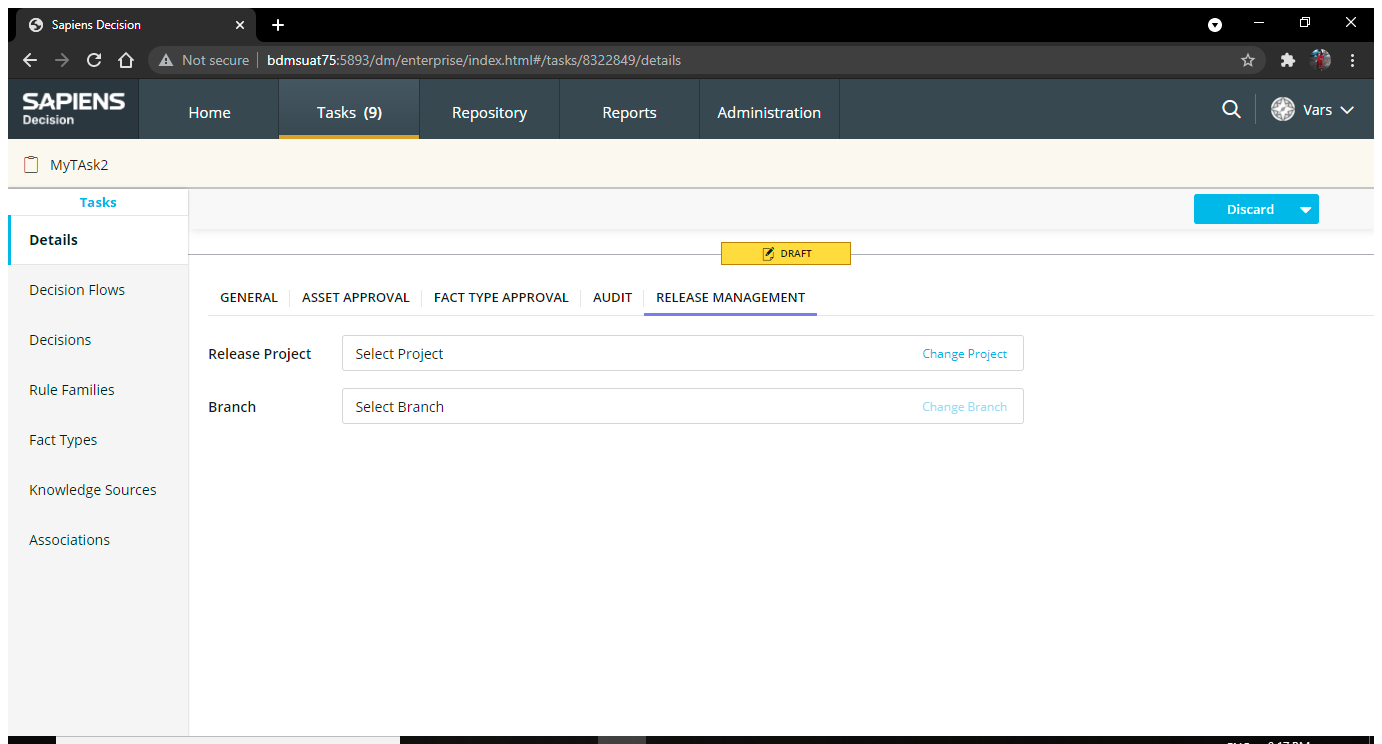 Sapiens Decision
Not secure bdmsuat75:5893/dm/enterprise/index.html#/tasks/8322849/details
SAPIENS
Decision
Home
Tasks (9)
Repository
Reports
Administration
Vars
MyTAsk2
Tasks
Discard
Details
DRAFT
Decision Flows
GENERAL
ASSET APPROVAL
FACT TYPE APPROVAL
AUDIT
RELEASE MANAGEMENT
Decisions
Release Project
Select Project
Change Project
Rule Families
Branch
Select Branch
Change Branch
Fact Types
Knowledge Sources
Associations